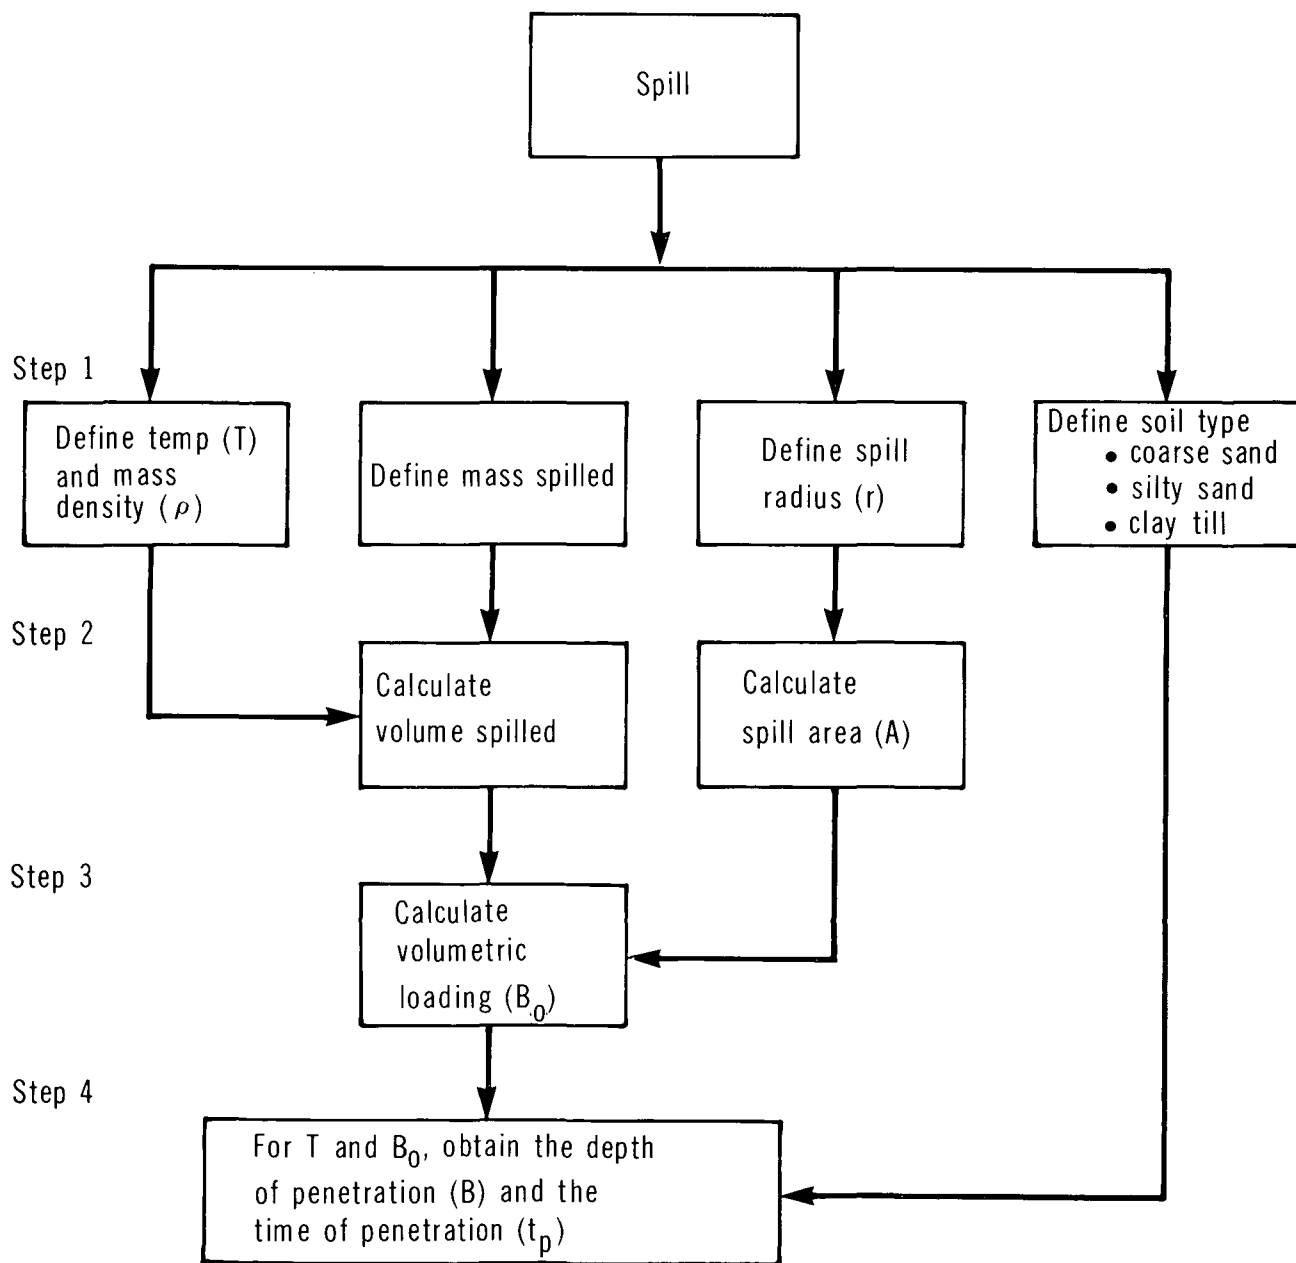 Spill
Step 1
Define temp (T)
and mass
density (ρ)
Define mass spilled
Define spill
radius (r)
Define soil type
• coarse sand
• silty sand
• clay till
Step 2
Calculate
volume spilled
Calculate
spill area (A)
Step 3
Calculate
volumetric
loading (B₀)
Step 4
For T and B₀, obtain the depth
of penetration (B) and the
time of penetration (tₚ)